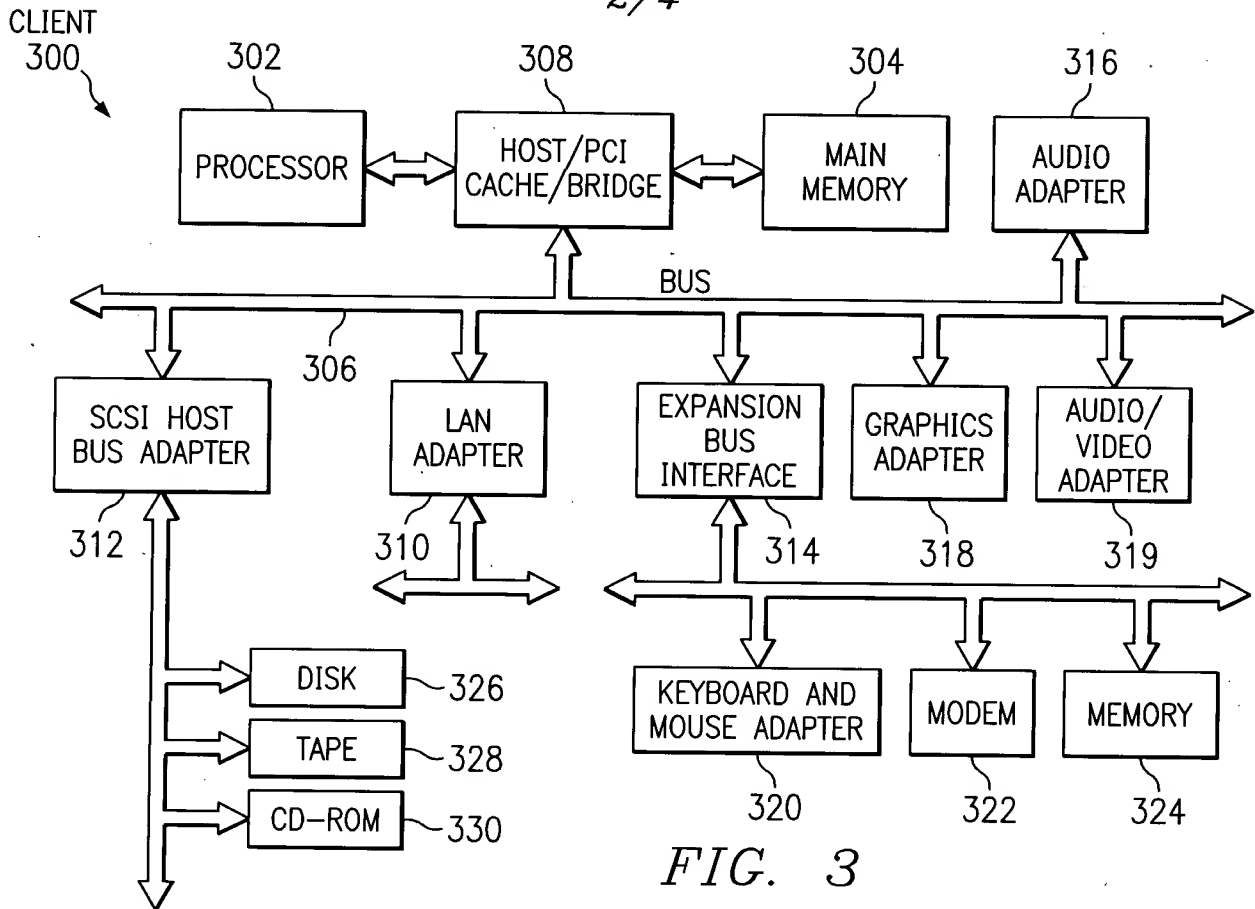 2/4
CLIENT
300
302
308
304
316
PROCESSOR
HOST/PCI
CACHE/BRIDGE
MAIN
MEMORY
AUDIO
ADAPTER
BUS
306
SCSI HOST
BUS ADAPTER
LAN
ADAPTER
EXPANSION
BUS
INTERFACE
GRAPHICS
ADAPTER
AUDIO/
VIDEO
ADAPTER
312
310
314
318
319
DISK
326
TAPE
328
CD-ROM
330
KEYBOARD AND
MOUSE ADAPTER
MODEM
MEMORY
320
322
324
FIG. 3